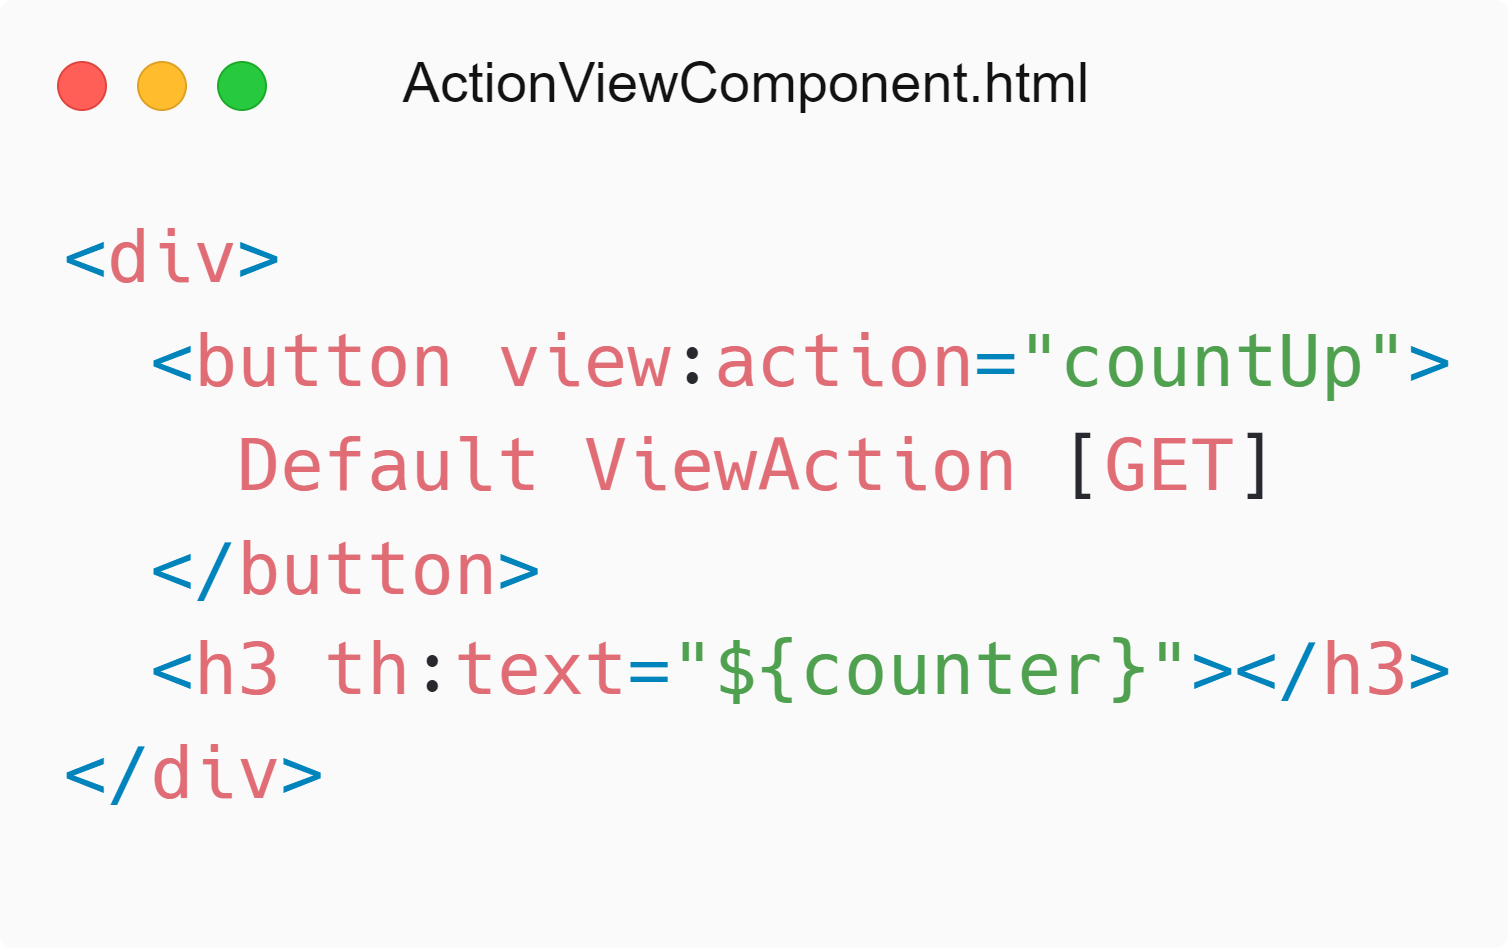 ActionViewComponent.html
<div>
  <button view:action="countUp">
    Default ViewAction [GET]
  </button>
  <h3 th:text="${counter}"></h3>
</div>